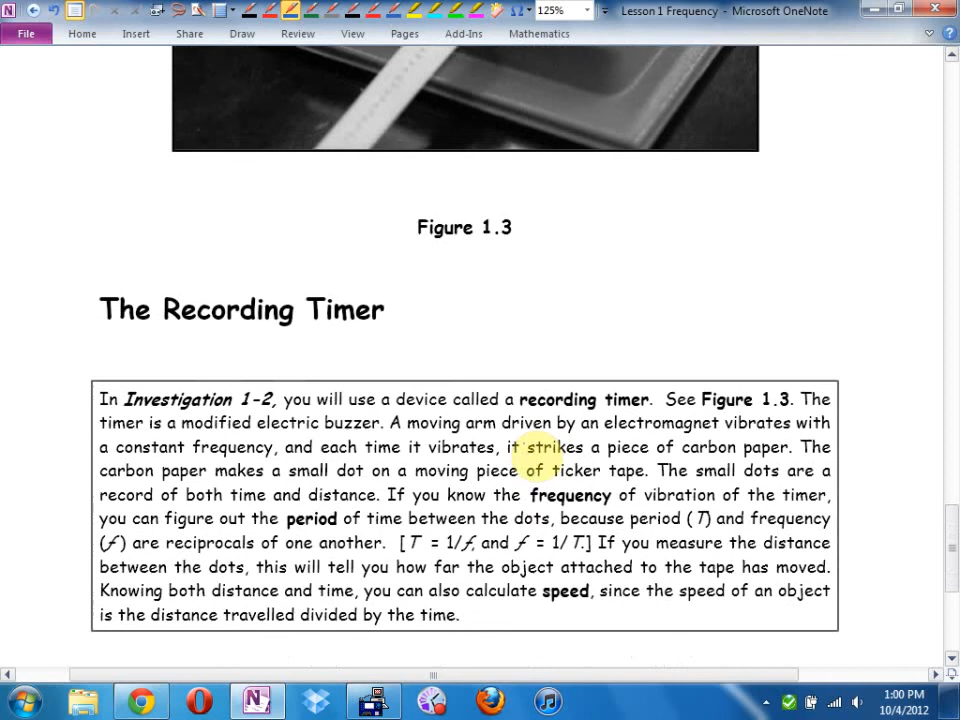 125%
Lesson 1 Frequency - Microsoft OneNote
File Home Insert Share Draw Review View Pages Add-Ins Mathematics
Figure 1.3
The Recording Timer
In Investigation 1-2, you will use a device called a recording timer. See Figure 1.3. The
timer is a modified electric buzzer. A moving arm driven by an electromagnet vibrates with
a constant frequency, and each time it vibrates, it strikes a piece of carbon paper. The
carbon paper makes a small dot on a moving piece of ticker tape. The small dots are a
record of both time and distance. If you know the frequency of vibration of the timer,
you can figure out the period of time between the dots, because period (T) and frequency
(f) are reciprocals of one another. [T = 1/f, and f = 1/T.] If you measure the distance
between the dots, this will tell you how far the object attached to the tape has moved.
Knowing both distance and time, you can also calculate speed, since the speed of an object
is the distance travelled divided by the time.
1:00 PM
10/4/2012